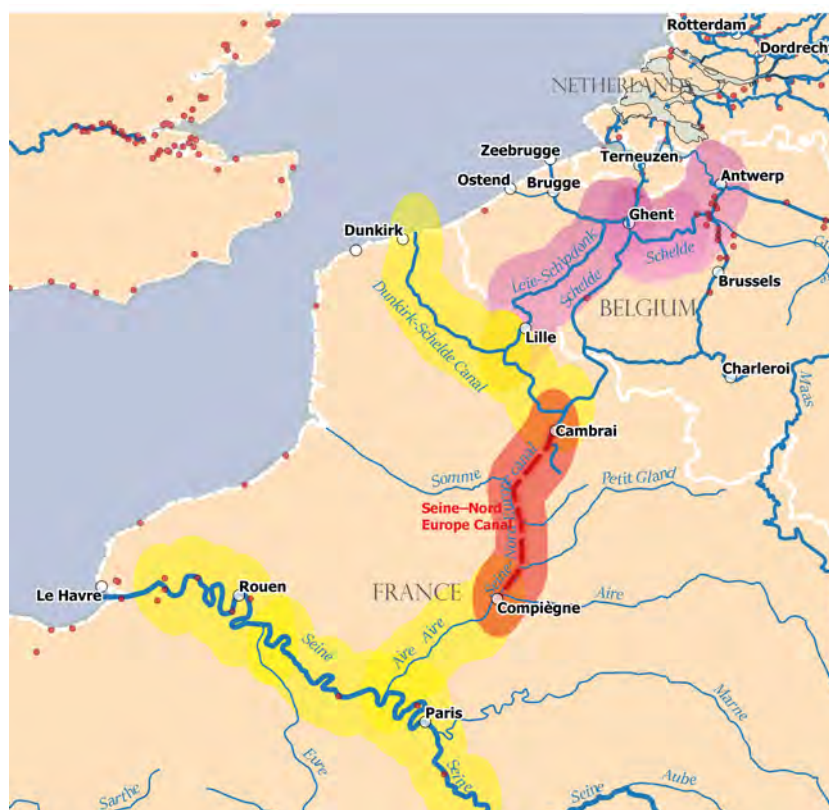 Rotterdam
Dordrech
NETHERLANDS
Zeebrugge
Terneuzen
Antwerp
Ostend
Brugge
Ghent
Dunkirk
Leie-Schipdonk
Schelde
Schelde
Brussels
BELGIUM
Dunkirk-Schelde Canal
Lille
Charleroi
Maas
Cambrai
Somme
Petit Gland
Seine-Nord Europe canal
Seine–Nord
Europe Canal
Le Havre
Rouen
FRANCE
Compiègne
Aire
Aire
Aire
Seine
Paris
Marne
Eure
Seine
Sarthe
Seine
Aube